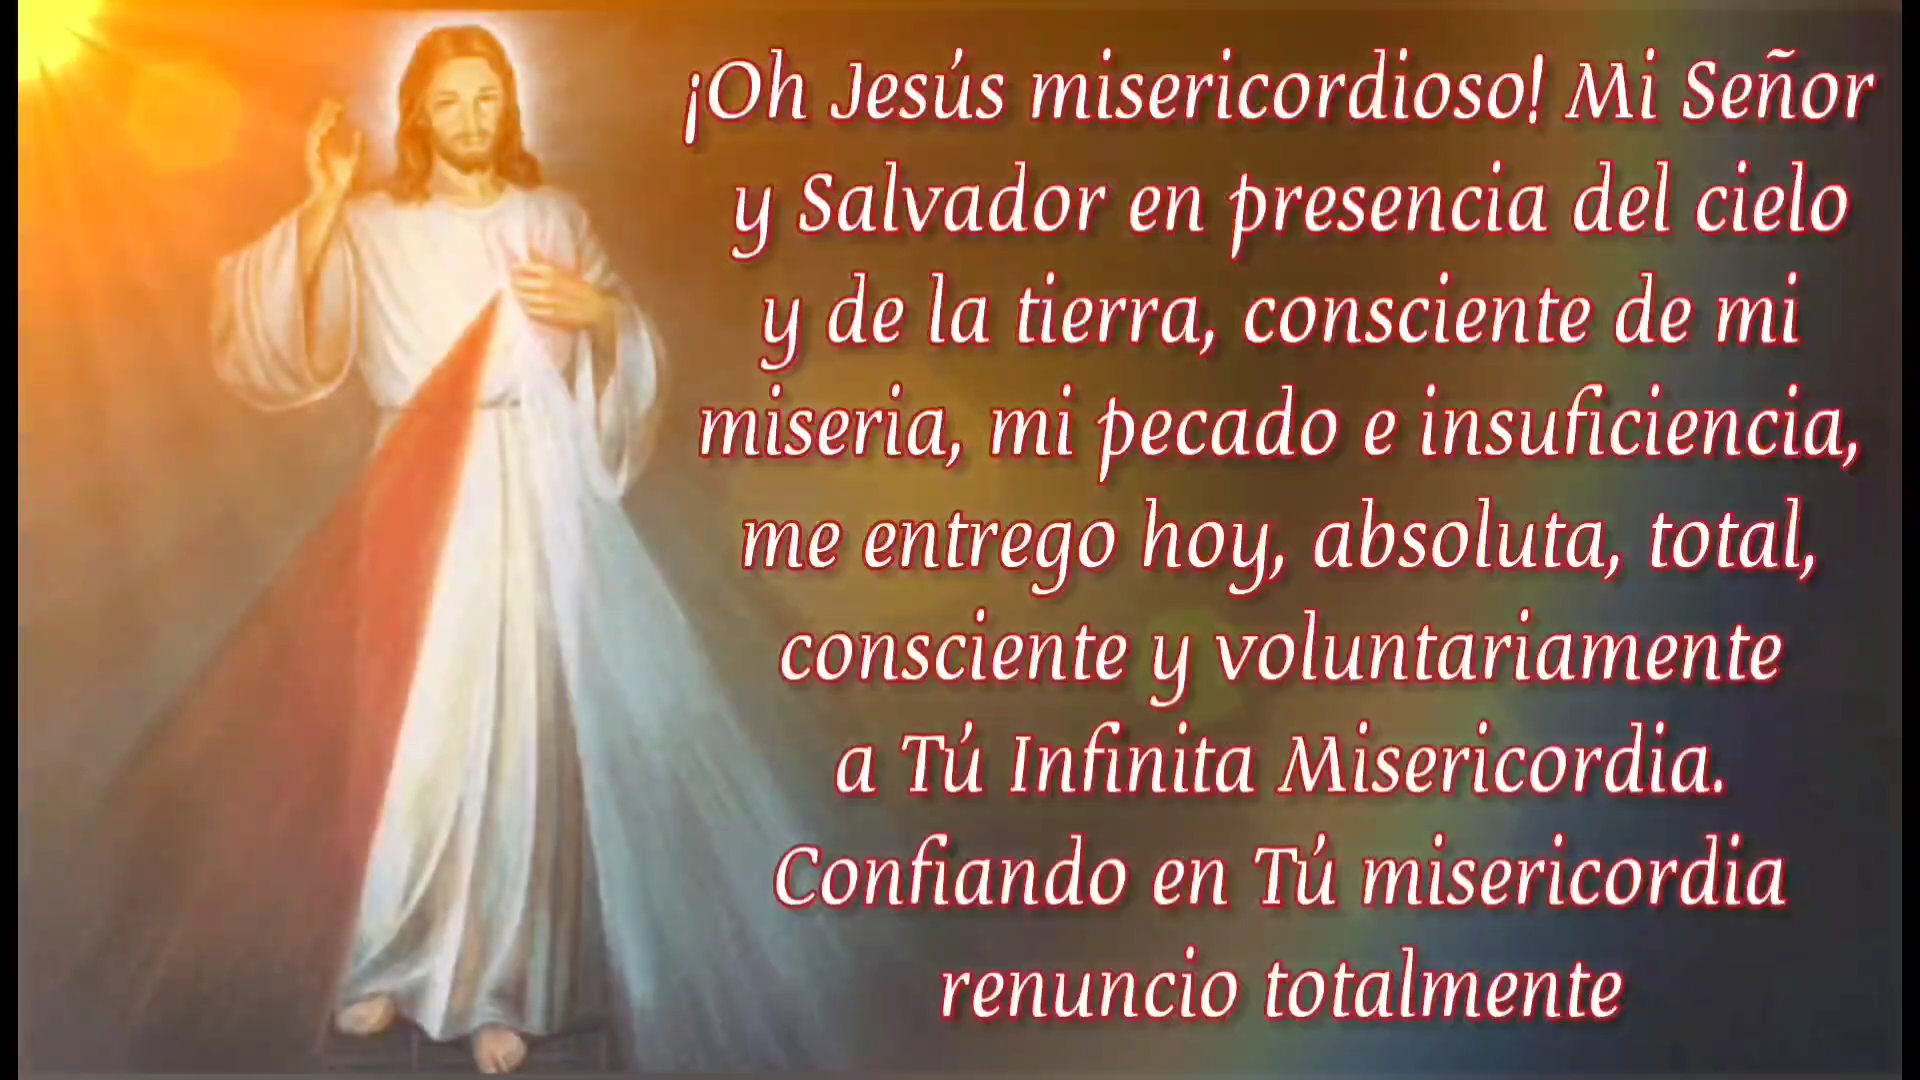 ¡Oh Jesús misericordioso! Mi Señor
y Salvador en presencia del cielo
y de la tierra, consciente de mi
miseria, mi pecado e insuficiencia,
me entrego hoy, absoluta, total,
consciente y voluntariamente
a Tú Infinita Misericordia.
Confiando en Tú misericordia
renuncio totalmente